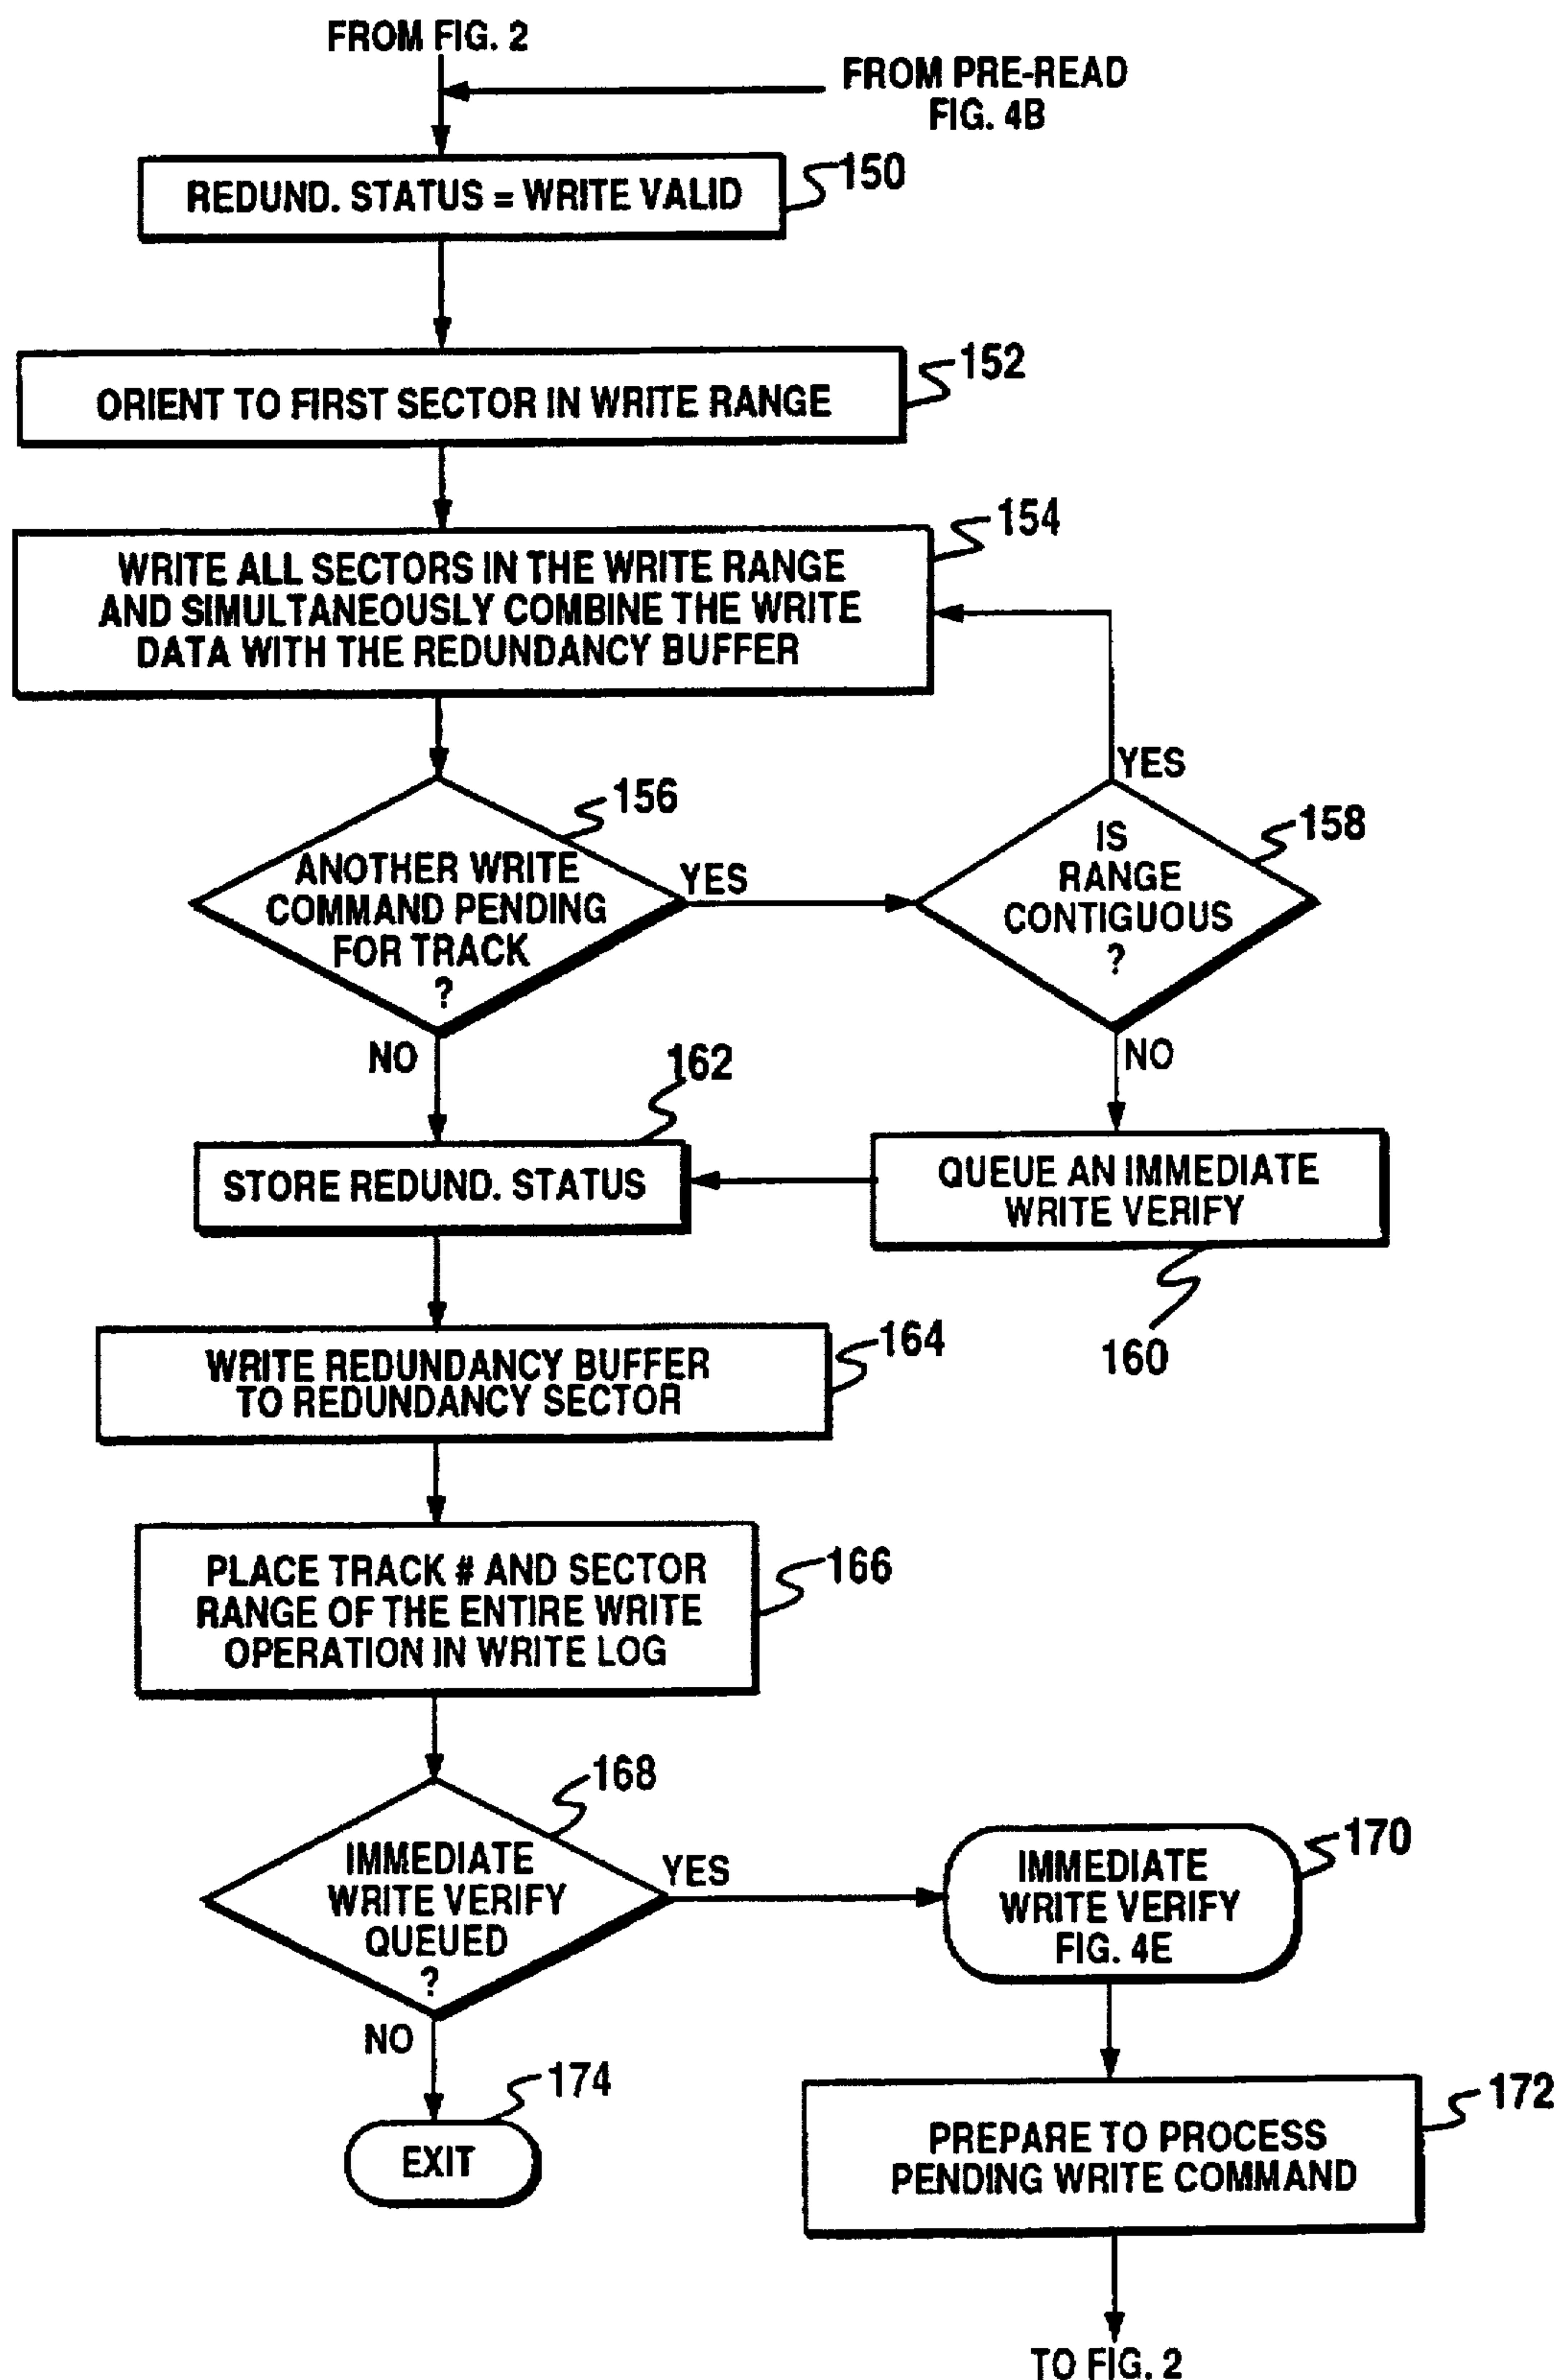 FROM FIG. 2
FROM PRE-READ
FIG. 4B
REDUND. STATUS = WRITE VALID
150
ORIENT TO FIRST SECTOR IN WRITE RANGE
152
WRITE ALL SECTORS IN THE WRITE RANGE
AND SIMULTANEOUSLY COMBINE THE WRITE
DATA WITH THE REDUNDANCY BUFFER
154
ANOTHER WRITE
COMMAND PENDING
FOR TRACK
?
156
YES
NO
IS
RANGE
CONTIGUOUS
?
158
YES
NO
STORE REDUND. STATUS
162
QUEUE AN IMMEDIATE
WRITE VERIFY
160
WRITE REDUNDANCY BUFFER
TO REDUNDANCY SECTOR
164
PLACE TRACK # AND SECTOR
RANGE OF THE ENTIRE WRITE
OPERATION IN WRITE LOG
166
IMMEDIATE
WRITE VERIFY
QUEUED
?
168
YES
NO
IMMEDIATE
WRITE VERIFY
FIG. 4E
170
EXIT
174
PREPARE TO PROCESS
PENDING WRITE COMMAND
172
TO FIG. 2